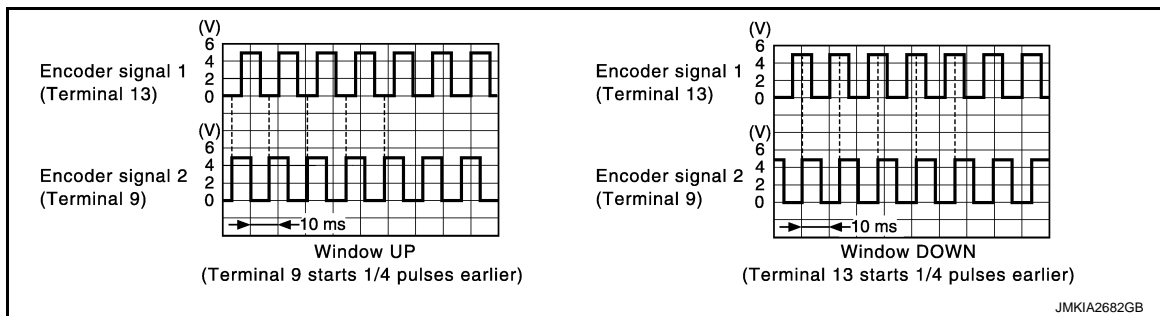 (V)
6
4
2
0
Encoder signal 1
(Terminal 13)
(V)
6
4
2
0
Encoder signal 2
(Terminal 9)
10 ms
Window UP
(Terminal 9 starts 1/4 pulses earlier)
(V)
6
4
2
0
Encoder signal 1
(Terminal 13)
(V)
6
4
2
0
Encoder signal 2
(Terminal 9)
10 ms
Window DOWN
(Terminal 13 starts 1/4 pulses earlier)
JMKIA2682GB